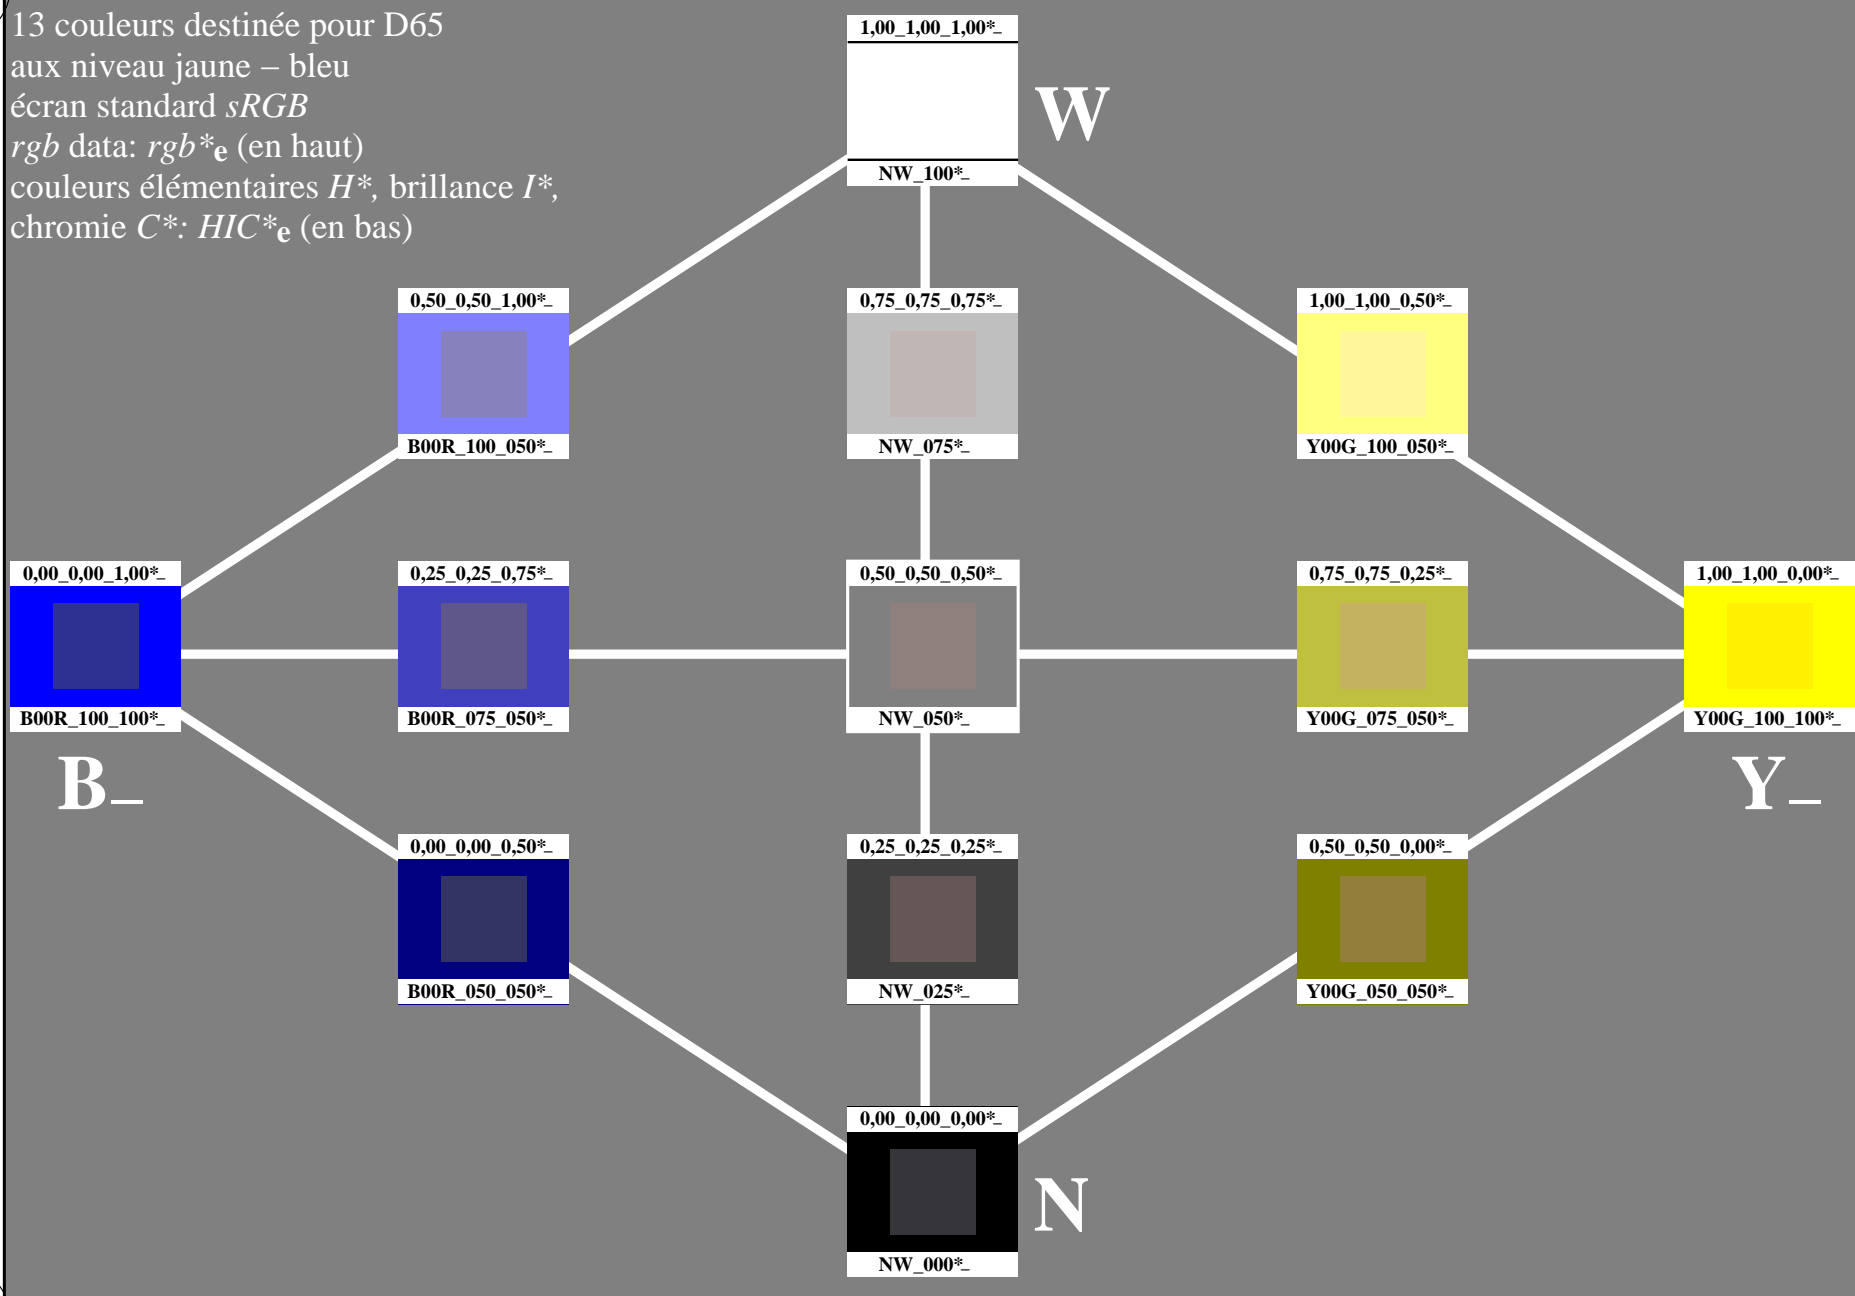 13 couleurs destinée pour D65
aux niveau jaune – bleu
écran standard sRGB
rgb data: rgb*e (en haut)
couleurs élémentaires H*, brillance I*,
chromie C*: HIC*e (en bas)
1,00_1,00_1,00*_
W
NW_100*_
0,50_0,50_1,00*_
0,75_0,75_0,75*_
1,00_1,00_0,50*_
B00R_100_050*_
NW_075*_
Y00G_100_050*_
0,00_0,00_1,00*_
0,25_0,25_0,75*_
0,50_0,50_0,50*_
0,75_0,75_0,25*_
1,00_1,00_0,00*_
B00R_100_100*_
B00R_075_050*_
NW_050*_
Y00G_075_050*_
Y00G_100_100*_
B_
Y_
0,00_0,00_0,50*_
0,25_0,25_0,25*_
0,50_0,50_0,00*_
B00R_050_050*_
NW_025*_
Y00G_050_050*_
0,00_0,00_0,00*_
N
NW_000*_